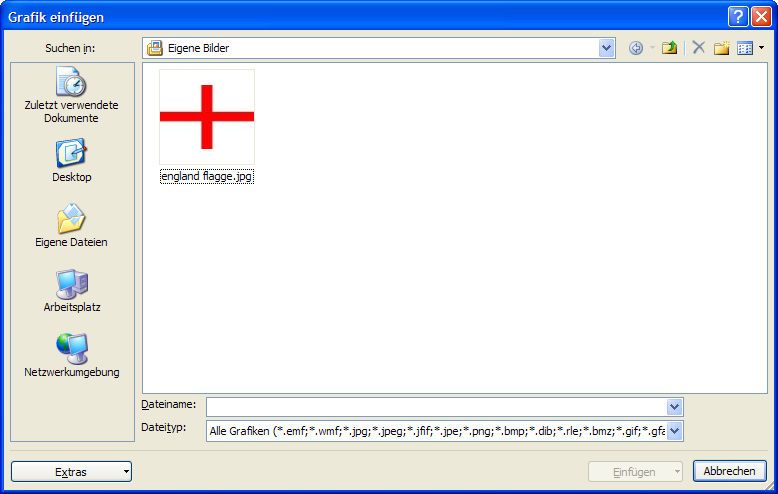 Grafik einfügen
Suchen in:
Eigene Bilder
Zuletzt verwendete
Dokumente
Desktop
Eigene Dateien
Arbeitsplatz
Netzwerkumgebung
england flagge.jpg
Dateiname:
Dateityp:
Alle Grafiken (*.emf;*.wmf;*.jpg;*.jpeg;*.jfif;*.jpe;*.png;*.bmp;*.dib;*.rle;*.bmz;*.gif;*.gfa
Extras
Einfügen
Abbrechen